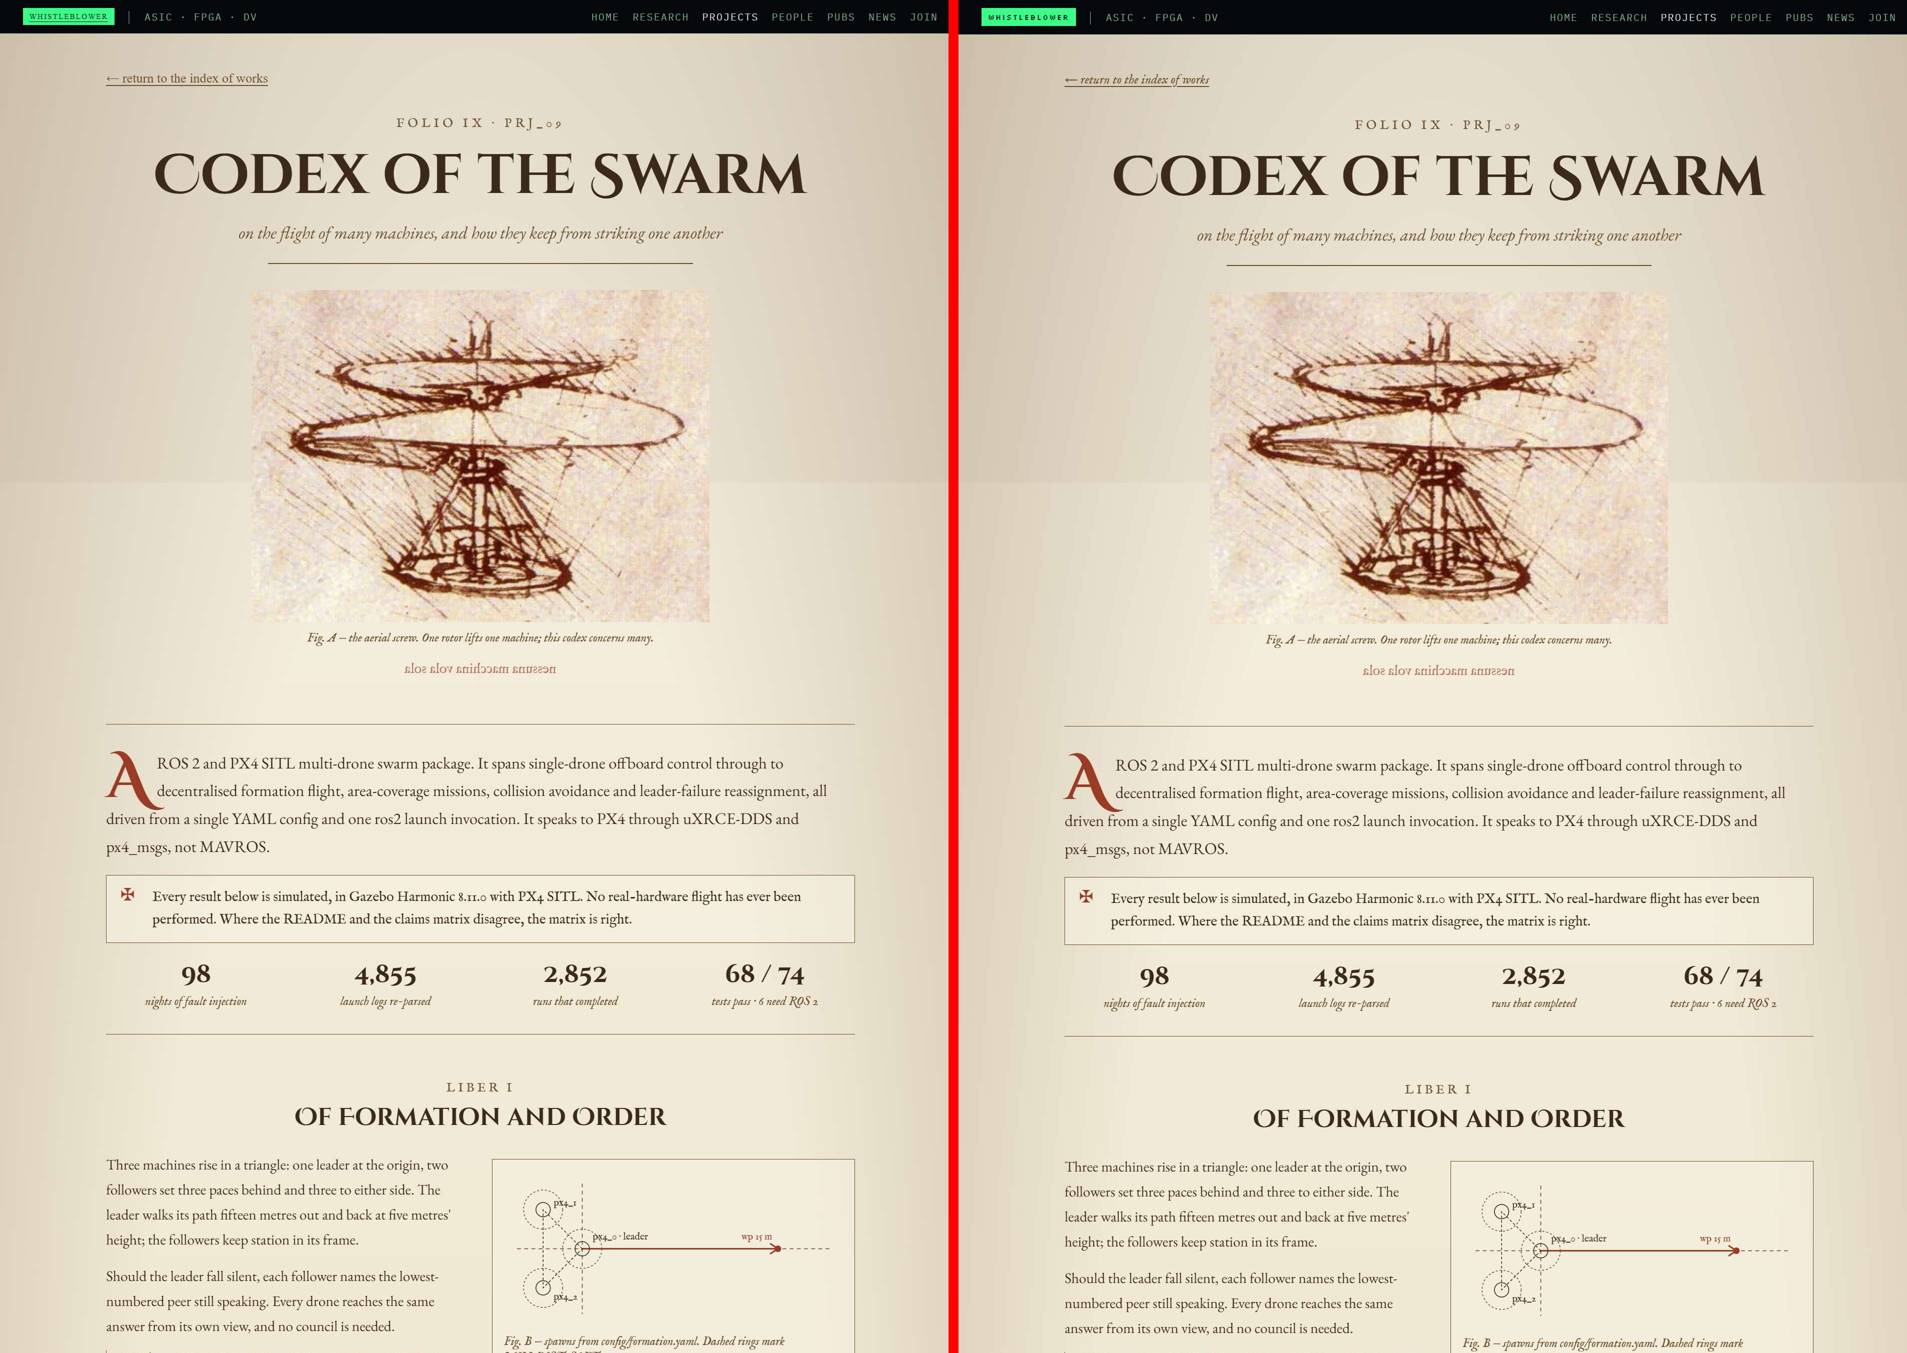 WHISTLEBLOWER
ASIC · FPGA · DV
HOME RESEARCH PROJECTS PEOPLE PUBS NEWS JOIN
← return to the index of works
FOLIO IX · PRJ_09
CODEX OF THE SWARM
on the flight of many machines, and how they keep from striking one another
Fig. A – the aerial screw. One rotor lifts one machine; this codex concerns many.
nessuna macchina vola sola
A ROS 2 and PX4 SITL multi-drone swarm package. It spans single-drone offboard control through to
decentralised formation flight, area-coverage missions, collision avoidance and leader-failure reassignment, all
driven from a single YAML config and one ros2 launch invocation. It speaks to PX4 through uXRCE-DDS and
px4_msgs, not MAVROS.
✠ Every result below is simulated, in Gazebo Harmonic 8.11.0 with PX4 SITL. No real-hardware flight has ever been
performed. Where the README and the claims matrix disagree, the matrix is right.
98 4,855 2,852 68 / 74
nights of fault injection launch logs re-parsed runs that completed tests pass · 6 need ROS 2
LIBER I
OF FORMATION AND ORDER
Three machines rise in a triangle: one leader at the origin, two
followers set three paces behind and three to either side. The
leader walks its path fifteen metres out and back at five metres'
height; the followers keep station in its frame.
Should the leader fall silent, each follower names the lowest-
numbered peer still speaking. Every drone reaches the same
answer from its own view, and no council is needed.
px4_1
px4_0 · leader
wp 15 m
px4_2
Fig. B – spawns from config/formation.yaml. Dashed rings mark
WHISTLEBLOWER
ASIC · FPGA · DV
HOME RESEARCH PROJECTS PEOPLE PUBS NEWS JOIN
← return to the index of works
FOLIO IX · PRJ_09
CODEX OF THE SWARM
on the flight of many machines, and how they keep from striking one another
Fig. A – the aerial screw. One rotor lifts one machine; this codex concerns many.
nessuna macchina vola sola
A ROS 2 and PX4 SITL multi-drone swarm package. It spans single-drone offboard control through to
decentralised formation flight, area-coverage missions, collision avoidance and leader-failure reassignment, all
driven from a single YAML config and one ros2 launch invocation. It speaks to PX4 through uXRCE-DDS and
px4_msgs, not MAVROS.
✠ Every result below is simulated, in Gazebo Harmonic 8.11.0 with PX4 SITL. No real-hardware flight has ever been
performed. Where the README and the claims matrix disagree, the matrix is right.
98 4,855 2,852 68 / 74
nights of fault injection launch logs re-parsed runs that completed tests pass · 6 need ROS 2
LIBER I
OF FORMATION AND ORDER
Three machines rise in a triangle: one leader at the origin, two
followers set three paces behind and three to either side. The
leader walks its path fifteen metres out and back at five metres'
height; the followers keep station in its frame.
Should the leader fall silent, each follower names the lowest-
numbered peer still speaking. Every drone reaches the same
answer from its own view, and no council is needed.
px4_1
px4_0 · leader
wp 15 m
px4_2
Fig. B – spawns from config/formation.yaml. Dashed rings mark